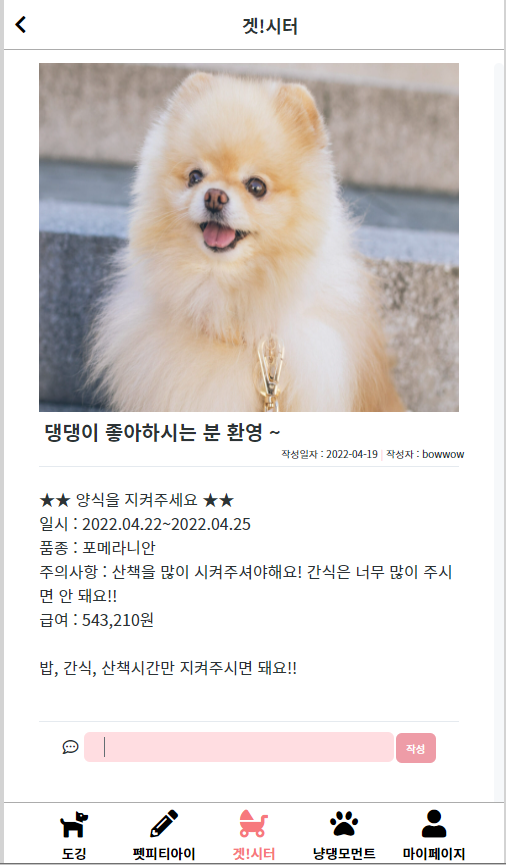 겟!시터
댕댕이 좋아하시는 분 환영 ~
작성일자 : 2022-04-19 | 작성자 : bowwow
★★ 양식을 지켜주세요 ★★
일시 : 2022.04.22~2022.04.25
품종 : 포메라니안
주의사항 : 산책을 많이 시켜주셔야해요! 간식은 너무 많이 주시
면 안 돼요!!
급여 : 543,210원
밥, 간식, 산책시간만 지켜주시면 돼요!!
작성
도깅 펫피티아이 겟!시터 냥댕모먼트 마이페이지